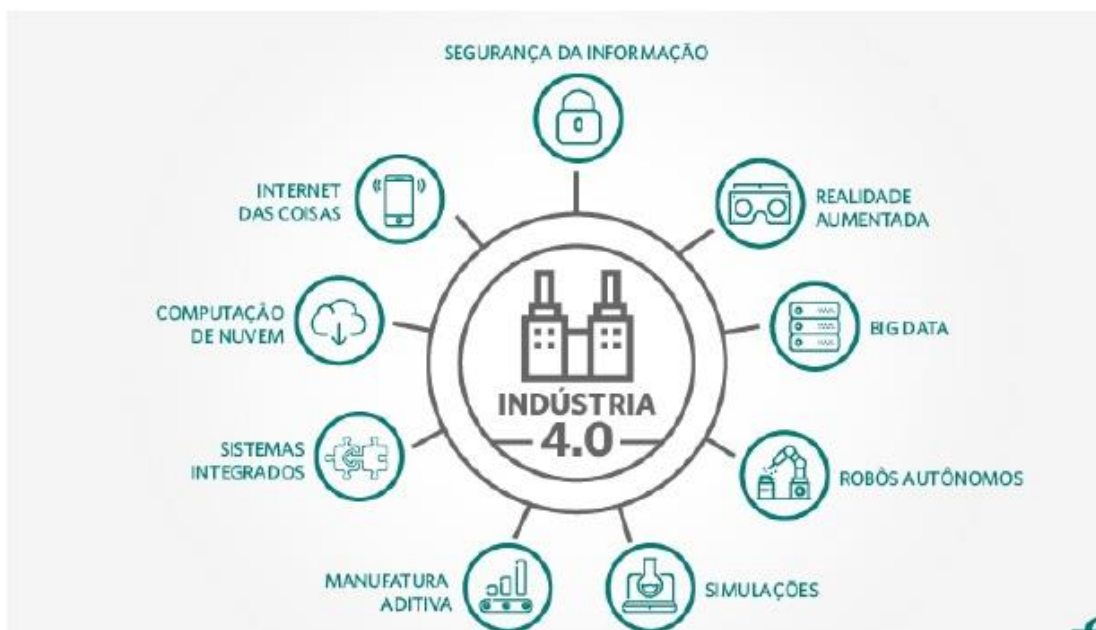 SEGURANÇA DA INFORMAÇÃO
REALIDADE
AUMENTADA
BIG DATA
ROBÔS AUTÔNOMOS
SIMULAÇÕES
MANUFATURA
ADITIVA
SISTEMAS
INTEGRADOS
COMPUTAÇÃO
DE NUVEM
INTERNET
DAS COISAS
INDÚSTRIA
4.0